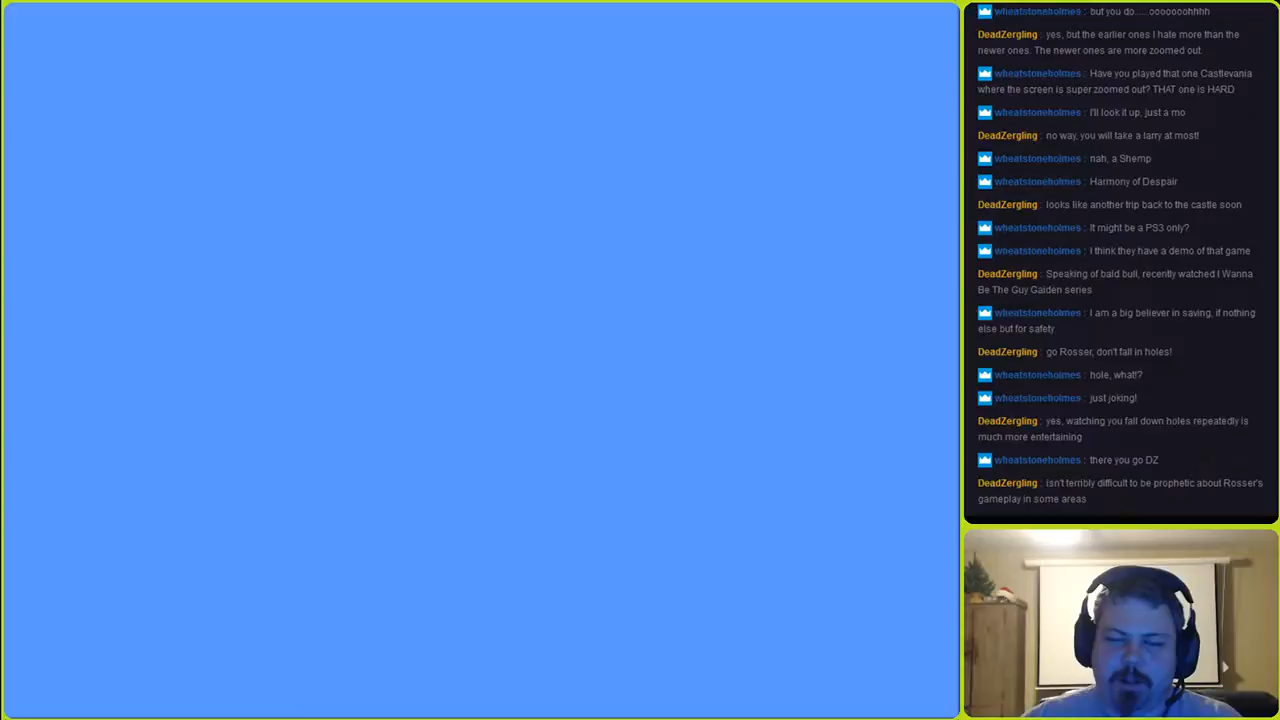 wheatstoneholmes : but you do.....ooooooohhhh
DeadZergling : yes, but the earlier ones I hate more than the
newer ones. The newer ones are more zoomed out
wheatstoneholmes : Have you played that one Castlevania
where the screen is super zoomed out? THAT one is HARD
wheatstoneholmes : I'll look it up, just a mo
DeadZergling : no way, you will take a larry at most!
wheatstoneholmes : nah, a Shemp
wheatstoneholmes : Harmony of Despair
DeadZergling : looks like another trip back to the castle soon
wheatstoneholmes : It might be a PS3 only?
wheatstoneholmes : I think they have a demo of that game
DeadZergling : Speaking of bald bull, recently watched I Wanna
Be The Guy Gaiden series
wheatstoneholmes : I am a big believer in saving, if nothing
else but for safety
DeadZergling : go Rosser, don't fall in holes!
wheatstoneholmes : hole, what!?
wheatstoneholmes : just joking!
DeadZergling : yes, watching you fall down holes repeatedly is
much more entertaining
wheatstoneholmes : there you go DZ
DeadZergling : isn't terribly difficult to be prophetic about Rosser's
gameplay in some areas